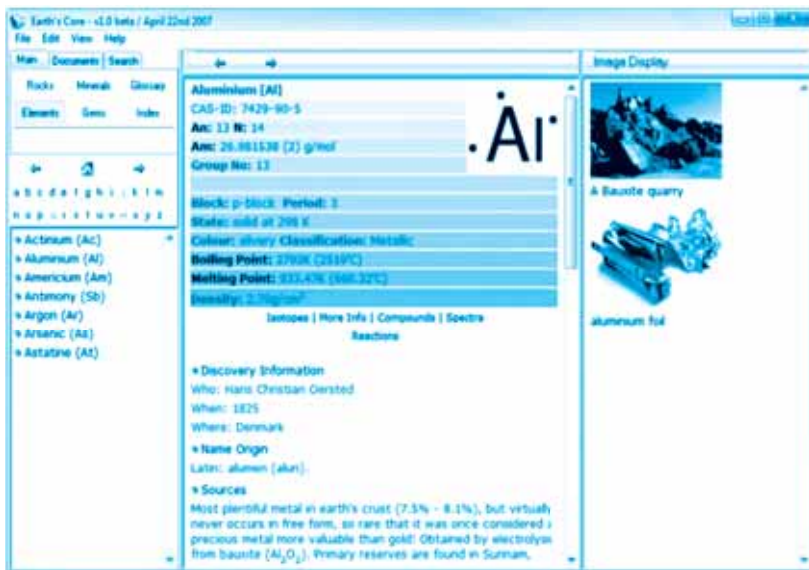 Earth's Core - v1.0 beta / April 22nd 2007
File Edit View Help
Main Documents Search
Rocks Minerals Glossary
Elements Gems Index
a b c d e f g h i j k l m
n o p q r s t u v w x y z
Actinium (Ac)
Aluminium (Al)
Americium (Am)
Antimony (Sb)
Argon (Ar)
Arsenic (As)
Astatine (At)
Aluminium [Al]
CAS-ID: 7429-90-5
An: 13 N: 14
Am: 26.981538 (2) g/mol
Group No: 13
Al
Block: p-block Period: 3
State: solid at 298 K
Colour: silvery Classification: Metallic
Boiling Point: 2792K (2519°C)
Melting Point: 933.47K (660.32°C)
Density: 2.70g/cm³
Isotopes | More Info | Compounds | Spectra
Reactions
Discovery Information
Who: Hans Christian Oersted
When: 1825
Where: Denmark
Name Origin
Latin: alumen (alun).
Sources
Most plentiful metal in earth's crust (7.5% - 8.1%), but virtually
never occurs in free form, so rare that it was once considered a
precious metal more valuable than gold! Obtained by electrolysis
from bauxite (Al₂O₃). Primary reserves are found in Surinam,
Image Display
A Bauxite quarry
aluminium foil